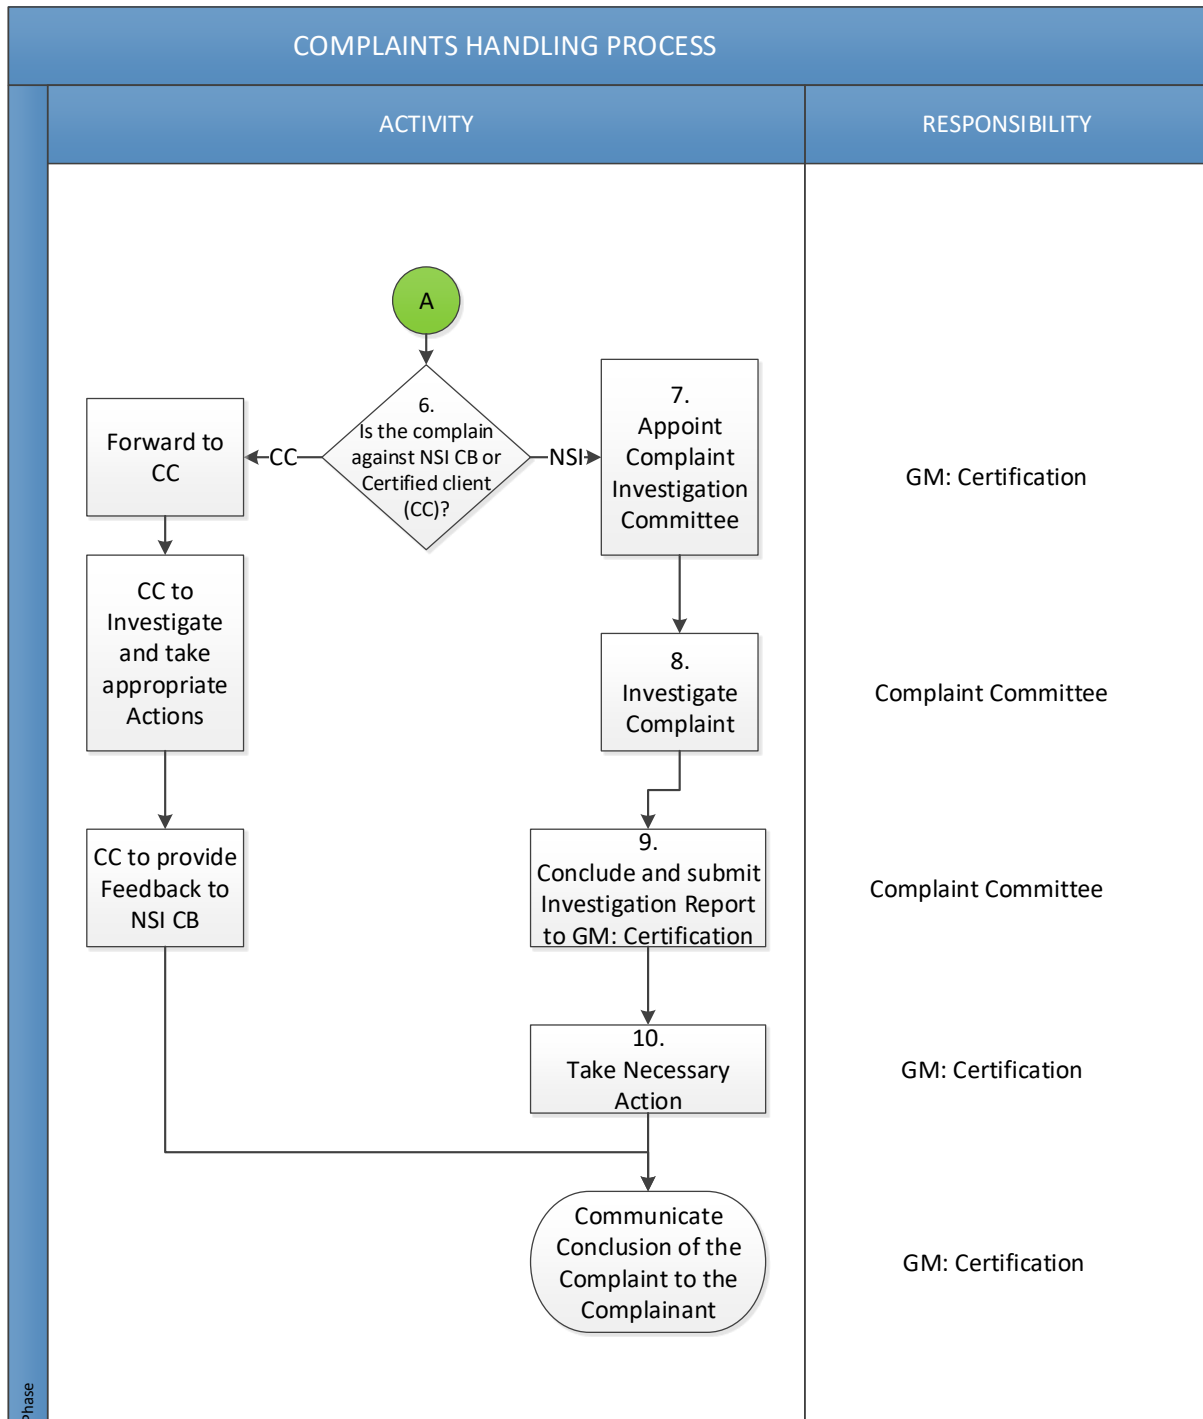 COMPLAINTS HANDLING PROCESS
ACTIVITY
RESPONSIBILITY
A
6.
Is the complain
against NSI CB or
Certified client
(CC)?
CC
NSI
Forward to
CC
7.
Appoint
Complaint
Investigation
Committee
GM: Certification
CC to
Investigate
and take
appropriate
Actions
8.
Investigate
Complaint
Complaint Committee
CC to provide
Feedback to
NSI CB
9.
Conclude and submit
Investigation Report
to GM: Certification
Complaint Committee
10.
Take Necessary
Action
GM: Certification
Communicate
Conclusion of the
Complaint to the
Complainant
GM: Certification
Phase